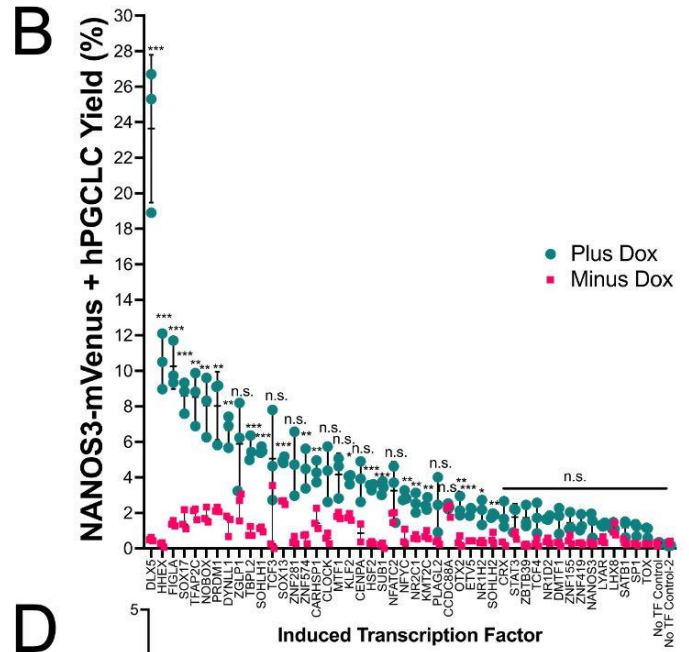 B
NANOS3-mVenus + hPGCLC Yield (%)
30
28
26
24
22
20
18
16
14
12
10
8
6
4
2
0
Plus Dox
Minus Dox
***
***
***
***
**
**
**
**
n.s.
***
***
n.s.
***
n.s.
**
**
n.s.
n.s.
*
n.s.
***
***
n.s.
**
**
**
n.s.
n.s.
**
***
*
**
n.s.
DLX5
HHEX
FIGLA
SOX17
TFAP2C
NOBOX
PRDM1
DYNLL1
ZGLP1
TBPL2
SOHLH1
TCF3
SOX13
ZNF281
ZNF574
CARHSP1
CLOCK
MTF1
KLF2
CENPA
HSF2
SUB1
NFATC2
NFYC
NR2C1
KMT2C
PLAGL2
CCDC88A
OTX2
ETV5
NR1H2
SOHLH2
CRX
STAT3
ZBTB39
TCF4
NR1D2
DMTF1
ZNF155
ZNF419
NANOS3
LYAR
LHX8
SATB1
SP1
TOX
No TF Control
No TF Control-2
Induced Transcription Factor
D
5